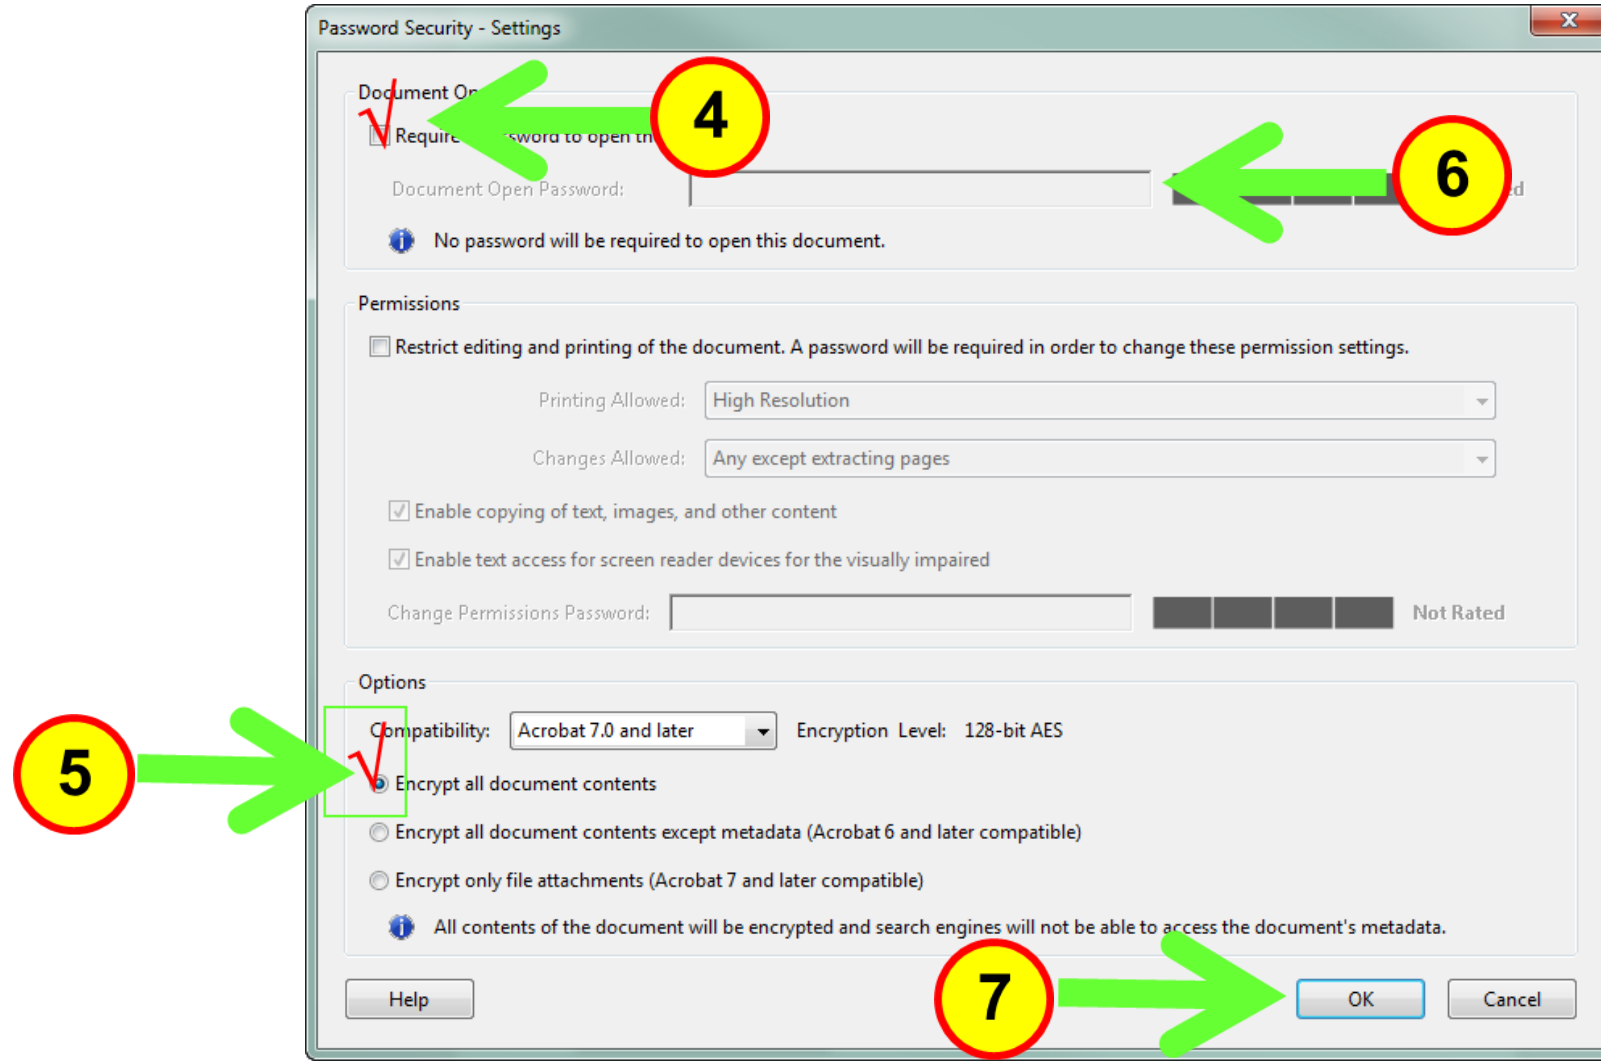 Password Security - Settings
Document Op
4
Require
ssword to open th
6
Document Open Password:
No password will be required to open this document.
Permissions
Restrict editing and printing of the document. A password will be required in order to change these permission settings.
Printing Allowed: High Resolution
Changes Allowed: Any except extracting pages
Enable copying of text, images, and other content
Enable text access for screen reader devices for the visually impaired
Change Permissions Password: Not Rated
Options
5
Compatibility: Acrobat 7.0 and later Encryption Level: 128-bit AES
Encrypt all document contents
Encrypt all document contents except metadata (Acrobat 6 and later compatible)
Encrypt only file attachments (Acrobat 7 and later compatible)
All contents of the document will be encrypted and search engines will not be able to access the document's metadata.
7
Help OK Cancel